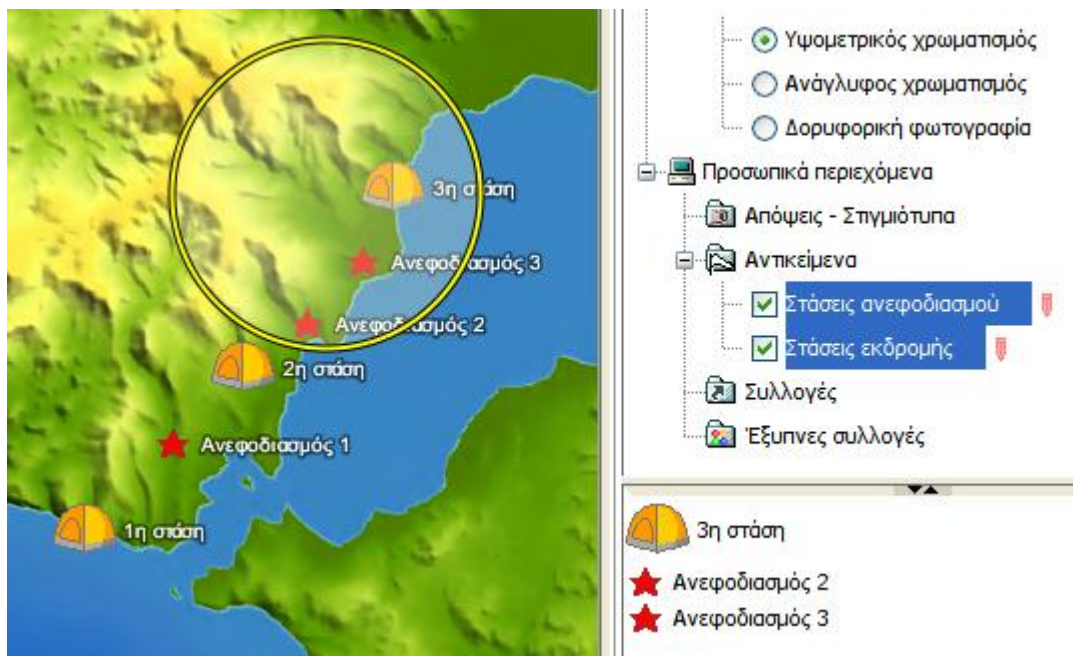 3η στάση
Ανεφοδιασμός 3
Ανεφοδιασμός 2
2η στάση
Ανεφοδιασμός 1
1η στάση
Υψομετρικός χρωματισμός
Ανάγλυφος χρωματισμός
Δορυφορική φωτογραφία
Προσωπικά περιεχόμενα
Απόψεις - Στιγμιότυπα
Αντικείμενα
Στάσεις ανεφοδιασμού
Στάσεις εκδρομής
Συλλογές
Έξυπνες συλλογές
3η στάση
Ανεφοδιασμός 2
Ανεφοδιασμός 3